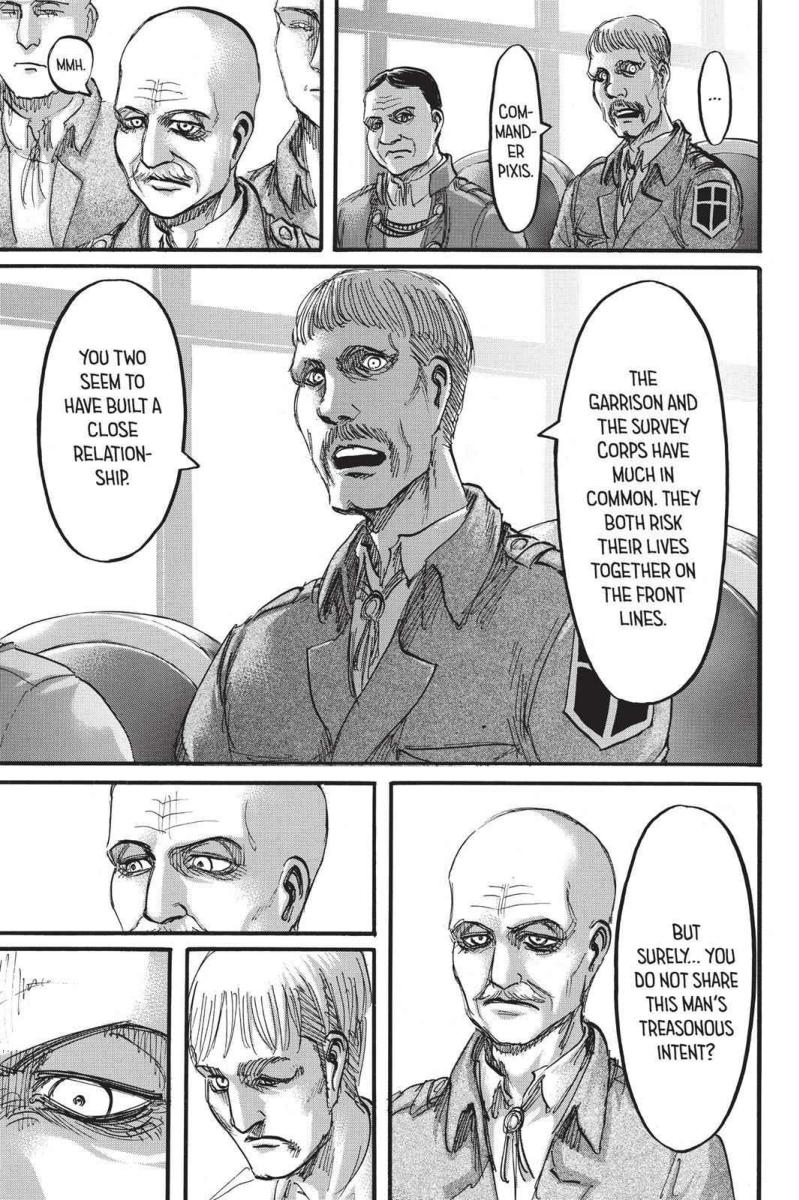 ...
COM-
MAND-
ER
PIXIS.
MMH.
THE
GARRISON AND
THE SURVEY
CORPS HAVE
MUCH IN
COMMON. THEY
BOTH RISK
THEIR LIVES
TOGETHER ON
THE FRONT
LINES.
YOU TWO
SEEM TO
HAVE BUILT A
CLOSE
RELATION-
SHIP.
BUT
SURELY... YOU
DO NOT SHARE
THIS MAN'S
TREASONOUS
INTENT?